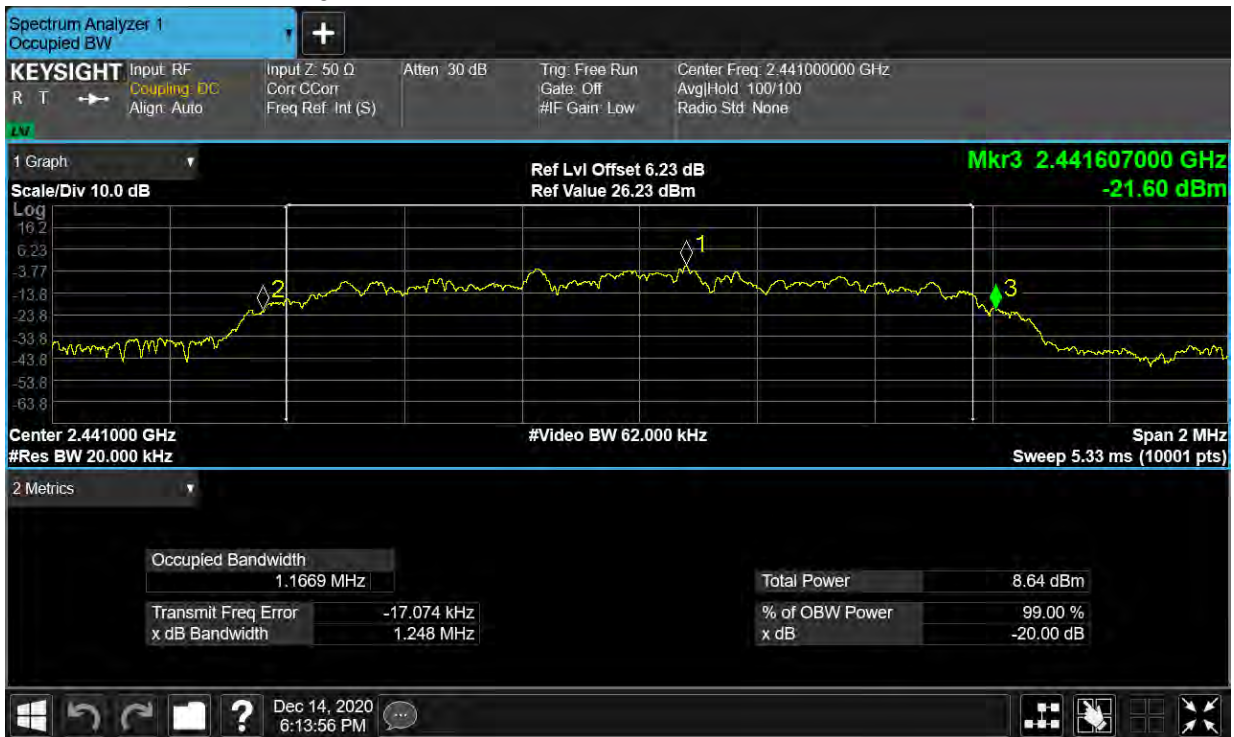 Spectrum Analyzer 1
Occupied BW
+
KEYSIGHT
R T
Input: RF
Coupling: DC
Align: Auto
Input Z: 50 Ω
Corr CCorr
Freq Ref: Int (S)
Atten: 30 dB
Trig: Free Run
Gate: Off
#IF Gain: Low
Center Freq: 2.441000000 GHz
Avg|Hold: 100/100
Radio Std: None
LXI
1 Graph
Scale/Div 10.0 dB
Ref Lvl Offset 6.23 dB
Ref Value 26.23 dBm
Mkr3 2.441607000 GHz
-21.60 dBm
Log
16.2
6.23
-3.77
-13.8
-23.8
-33.8
-43.8
-53.8
-63.8
1
2
3
Center 2.441000 GHz
#Res BW 20.000 kHz
#Video BW 62.000 kHz
Span 2 MHz
Sweep 5.33 ms (10001 pts)
2 Metrics
Occupied Bandwidth
1.1669 MHz
Transmit Freq Error -17.074 kHz
x dB Bandwidth 1.248 MHz
Total Power 8.64 dBm
% of OBW Power 99.00 %
x dB -20.00 dB
?
Dec 14, 2020
6:13:56 PM